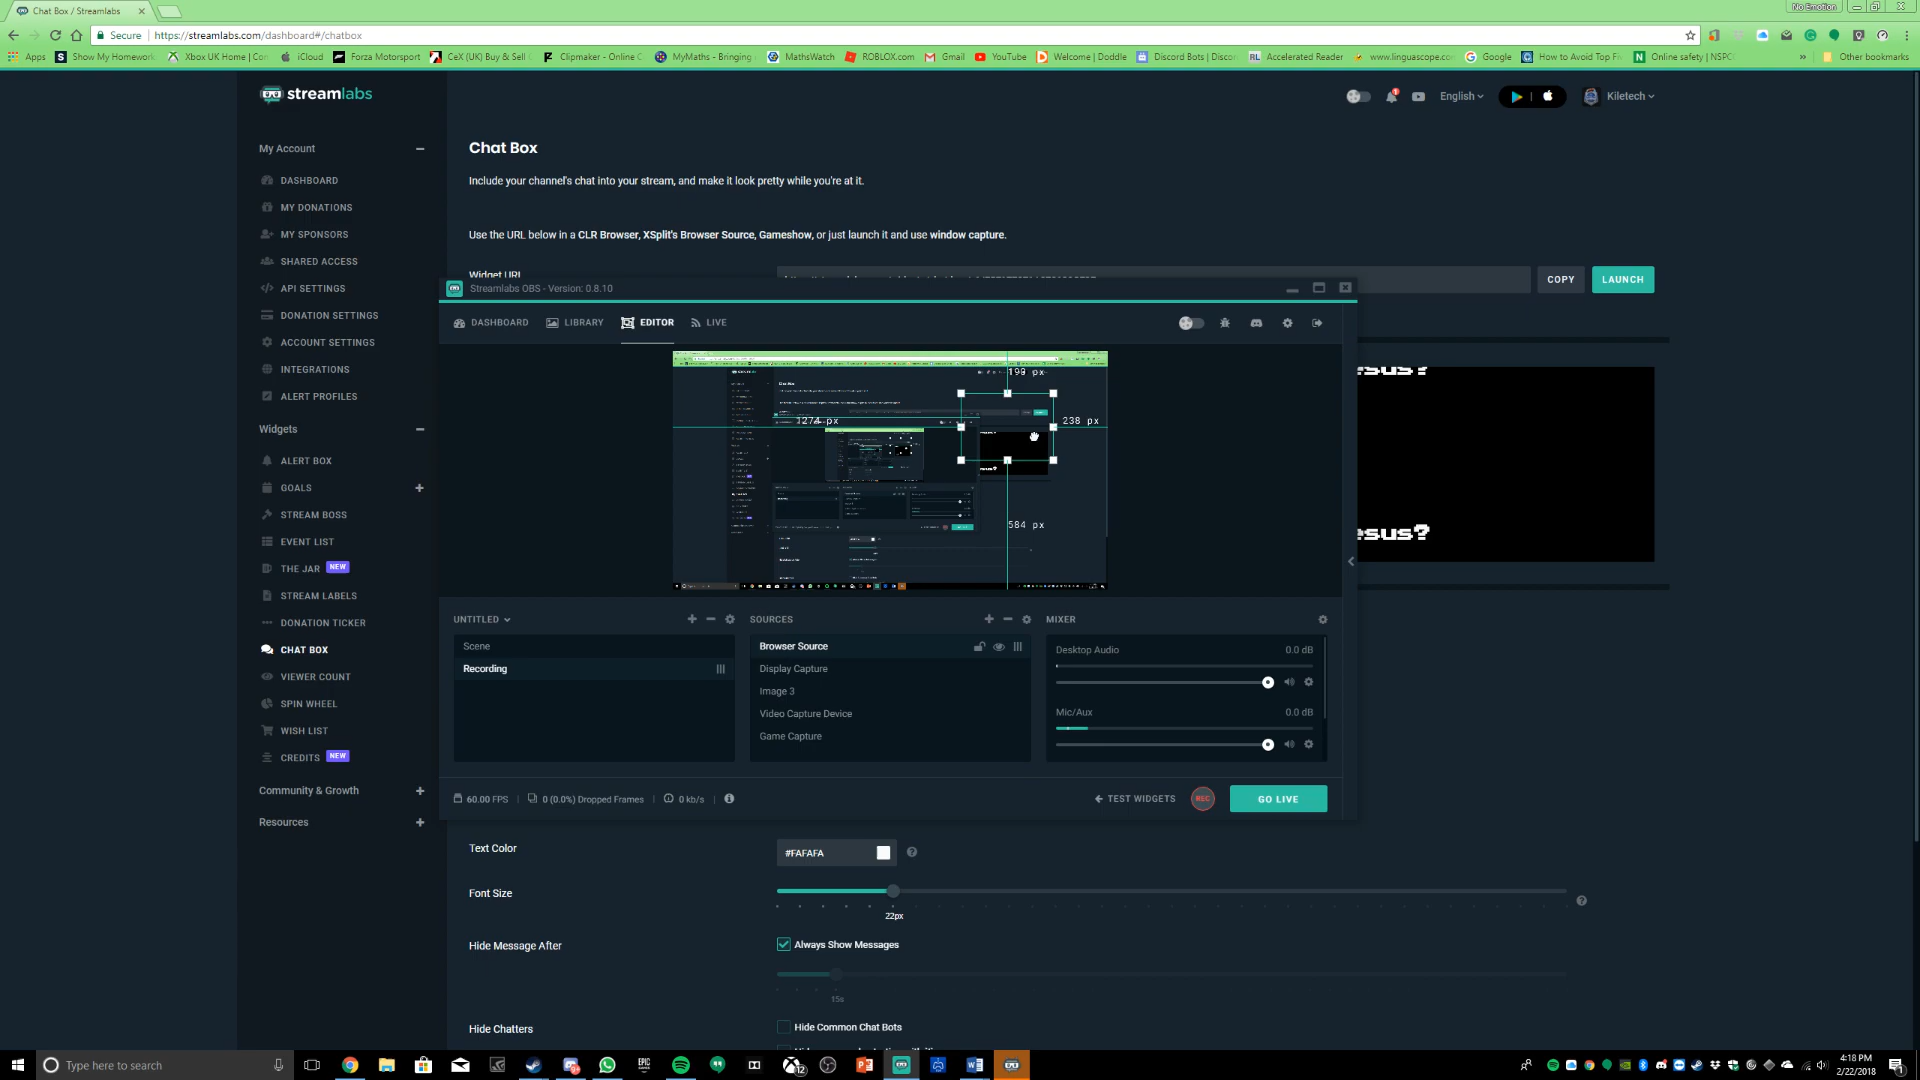 Chat Box / Streamlabs
No Emotion
Secure
https://streamlabs.com/dashboard#/chatbox
Apps
Show My Homework
Xbox UK Home | Con
iCloud
Forza Motorsport
CeX (UK) Buy & Sell
Clipmaker - Online C
MyMaths - Bringing
MathsWatch
ROBLOX.com
Gmail
YouTube
Welcome | Doddle
Discord Bots | Disco
Accelerated Reader
www.linguascope.co
Google
How to Avoid Top Fi
Online safety | NSPC
Other bookmarks
streamlabs
English
Kiletech
My Account
DASHBOARD
MY DONATIONS
MY SPONSORS
SHARED ACCESS
API SETTINGS
DONATION SETTINGS
ACCOUNT SETTINGS
INTEGRATIONS
ALERT PROFILES
Widgets
ALERT BOX
GOALS
STREAM BOSS
EVENT LIST
THE JAR NEW
STREAM LABELS
DONATION TICKER
CHAT BOX
VIEWER COUNT
SPIN WHEEL
WISH LIST
CREDITS NEW
Community & Growth
Resources
Chat Box
Include your channel's chat into your stream, and make it look pretty while you're at it.
Use the URL below in a CLR Browser, XSplit's Browser Source, Gameshow, or just launch it and use window capture.
Widget URL
COPY
LAUNCH
Streamlabs OBS - Version: 0.8.10
DASHBOARD
LIBRARY
EDITOR
LIVE
190 px
1274 px
238 px
584 px
esus?
esus?
UNTITLED
Scene
Recording
SOURCES
Browser Source
Display Capture
Image 3
Video Capture Device
Game Capture
MIXER
Desktop Audio
0.0 dB
Mic/Aux
0.0 dB
60.00 FPS
0 (0.0%) Dropped Frames
0 kb/s
TEST WIDGETS
REC
GO LIVE
Text Color
#FAFAFA
Font Size
22px
Hide Message After
Always Show Messages
15s
Hide Chatters
Hide Common Chat Bots
Type here to search
EPIC
GAMES
12
4:18 PM
2/22/2018